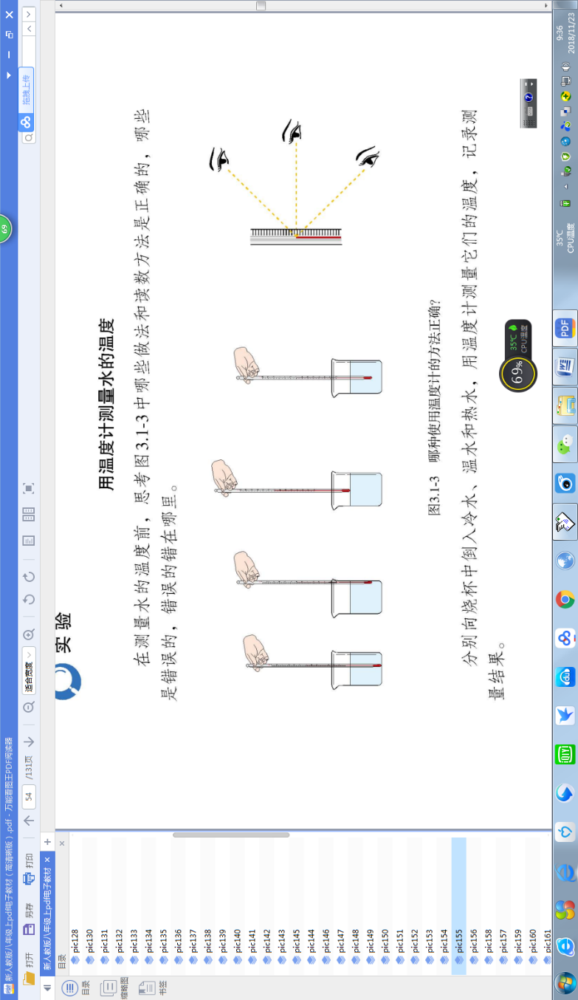 新人教版八年级上pdf电子教材（高清晰版）.pdf - 万能看图王PDF阅读器
打开
另存
打印
54
/131页
适合宽度
拖拽上传
新人教版八年级上pdf电子教材
目录
缩略图
书签
目录
pic128
pic130
pic131
pic132
pic133
pic134
pic135
pic136
pic137
pic138
pic139
pic140
pic141
pic142
pic143
pic145
pic144
pic146
pic147
pic148
pic149
pic150
pic151
pic152
pic153
pic154
pic155
pic156
pic158
pic157
pic159
pic160
pic161
实验
用温度计测量水的温度
在测量水的温度前，思考图3.1-3中哪些做法和读数方法是正确的，哪些
是错误的，错误的错在哪里。
图3.1-3 哪种使用温度计的方法正确？
分别向烧杯中倒入冷水、温水和热水，用温度计测量它们的温度，记录测
量结果。
69
69%
35℃
CPU温度
35℃
CPU温度
9:36
2018/11/23
PDF
iQIYI